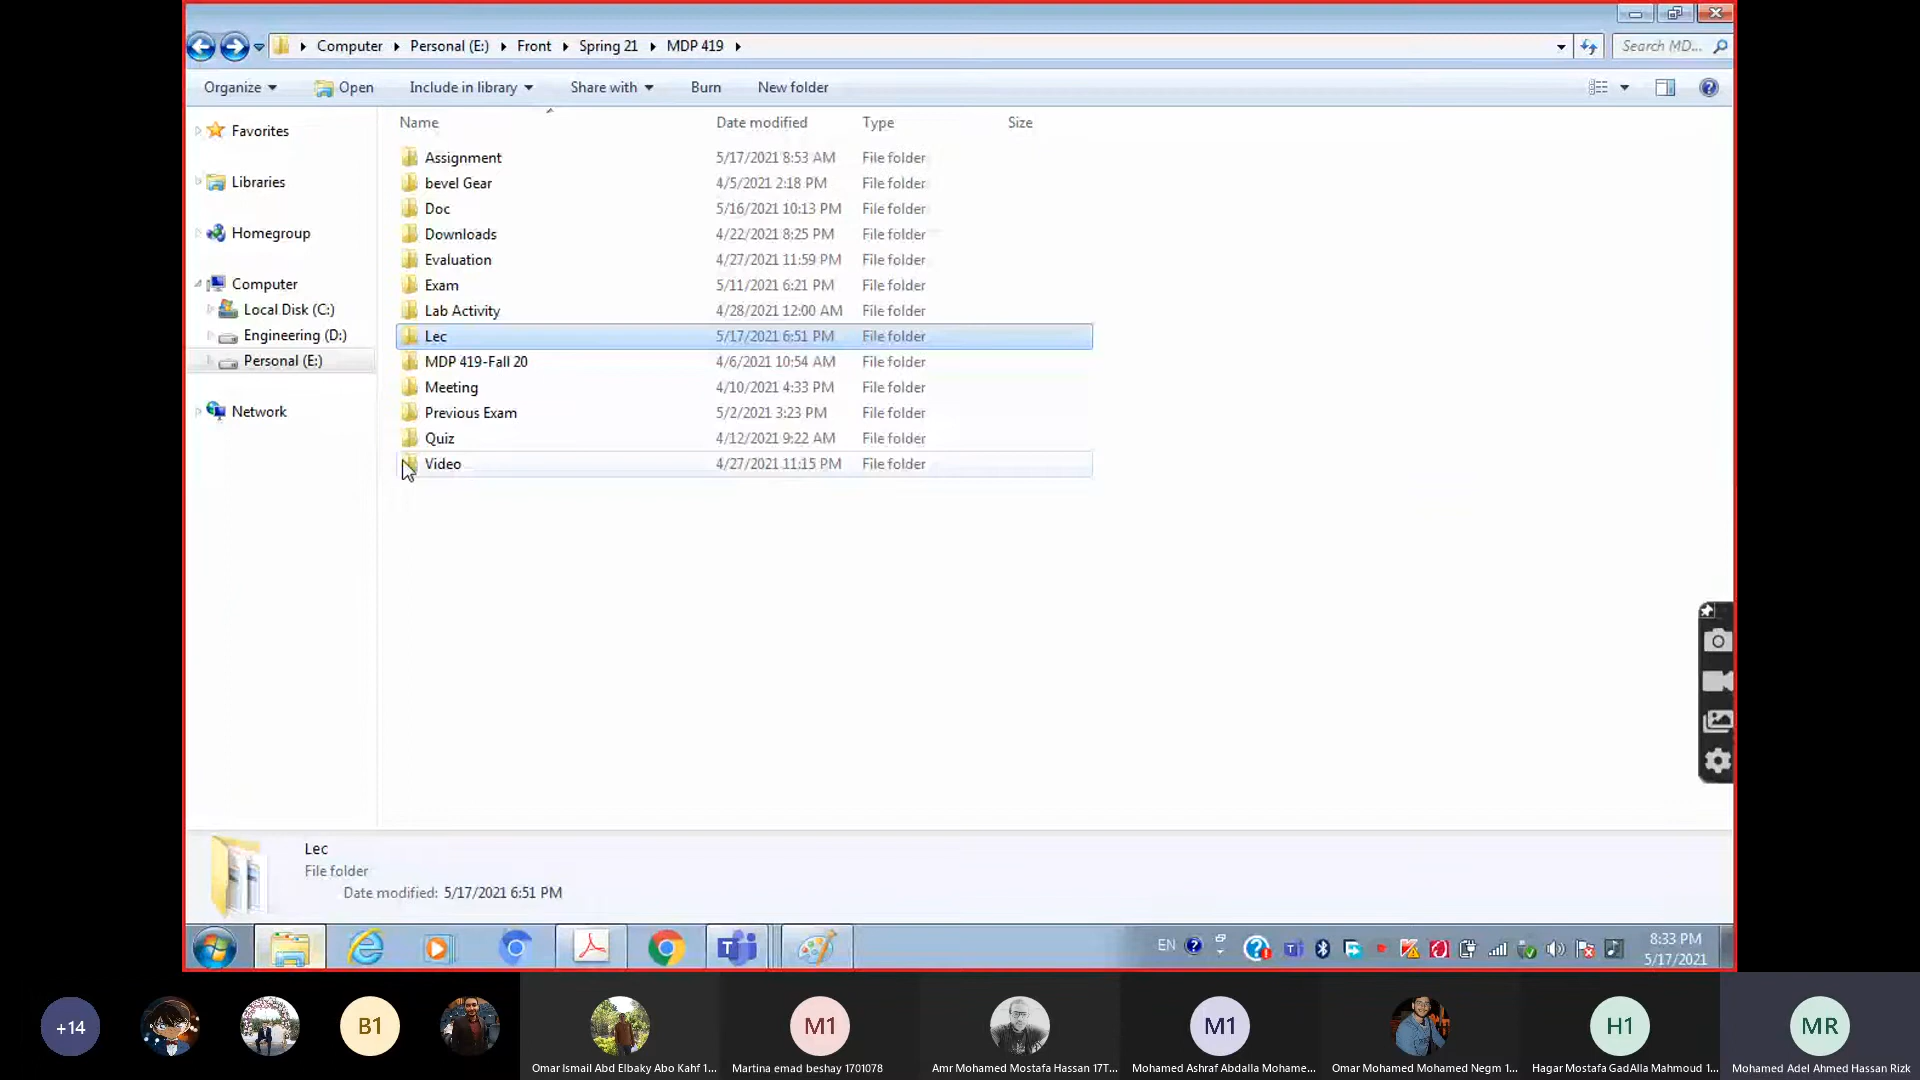 Computer Personal (E:) Front Spring 21 MDP 419
Search MD...
Organize Open Include in library Share with Burn New folder
Name Date modified Type Size
Favorites
Libraries
Homegroup
Computer
Local Disk (C:)
Engineering (D:)
Personal (E:)
Network
Assignment 5/17/2021 8:53 AM File folder
bevel Gear 4/5/2021 2:18 PM File folder
Doc 5/16/2021 10:13 PM File folder
Downloads 4/22/2021 8:25 PM File folder
Evaluation 4/27/2021 11:59 PM File folder
Exam 5/11/2021 6:21 PM File folder
Lab Activity 4/28/2021 12:00 AM File folder
Lec 5/17/2021 6:51 PM File folder
MDP 419-Fall 20 4/6/2021 10:54 AM File folder
Meeting 4/10/2021 4:33 PM File folder
Previous Exam 5/2/2021 3:23 PM File folder
Quiz 4/12/2021 9:22 AM File folder
Video 4/27/2021 11:15 PM File folder
Lec
File folder
Date modified: 5/17/2021 6:51 PM
EN
8:33 PM
5/17/2021
+14
B1
M1
M1
H1
MR
Omar Ismail Abd Elbaky Abo Kahf 1...
Martina emad beshay 1701078
Amr Mohamed Mostafa Hassan 17T...
Mohamed Ashraf Abdalla Mohame...
Omar Mohamed Mohamed Negm 1...
Hagar Mostafa GadAlla Mahmoud 1...
Mohamed Adel Ahmed Hassan Rizk